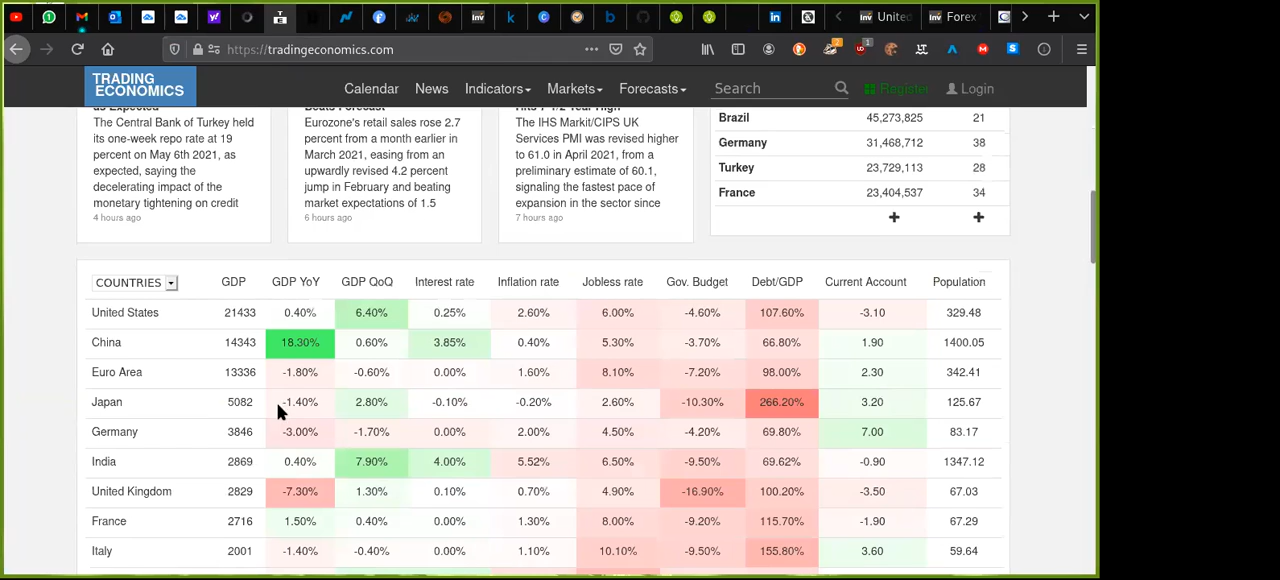 United
Forex
https://tradingeconomics.com
TRADING
ECONOMICS
Calendar News Indicators Markets Forecasts Search Register Login
The Central Bank of Turkey held
its one-week repo rate at 19
percent on May 6th 2021, as
expected, saying the
decelerating impact of the
monetary tightening on credit
4 hours ago
Eurozone's retail sales rose 2.7
percent from a month earlier in
March 2021, easing from an
upwardly revised 4.2 percent
jump in February and beating
market expectations of 1.5
6 hours ago
The IHS Markit/CIPS UK
Services PMI was revised higher
to 61.0 in April 2021, from a
preliminary estimate of 60.1,
signaling the fastest pace of
expansion in the sector since
7 hours ago
Brazil 45,273,825 21
Germany 31,468,712 38
Turkey 23,729,113 28
France 23,404,537 34
COUNTRIES GDP GDP YoY GDP QoQ Interest rate Inflation rate Jobless rate Gov. Budget Debt/GDP Current Account Population
United States 21433 0.40% 6.40% 0.25% 2.60% 6.00% -4.60% 107.60% -3.10 329.48
China 14343 18.30% 0.60% 3.85% 0.40% 5.30% -3.70% 66.80% 1.90 1400.05
Euro Area 13336 -1.80% -0.60% 0.00% 1.60% 8.10% -7.20% 98.00% 2.30 342.41
Japan 5082 -1.40% 2.80% -0.10% -0.20% 2.60% -10.30% 266.20% 3.20 125.67
Germany 3846 -3.00% -1.70% 0.00% 2.00% 4.50% -4.20% 69.80% 7.00 83.17
India 2869 0.40% 7.90% 4.00% 5.52% 6.50% -9.50% 69.62% -0.90 1347.12
United Kingdom 2829 -7.30% 1.30% 0.10% 0.70% 4.90% -16.90% 100.20% -3.50 67.03
France 2716 1.50% 0.40% 0.00% 1.30% 8.00% -9.20% 115.70% -1.90 67.29
Italy 2001 -1.40% -0.40% 0.00% 1.10% 10.10% -9.50% 155.80% 3.60 59.64